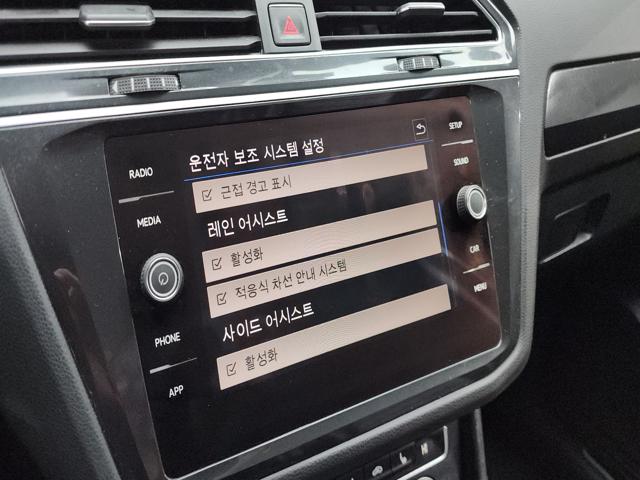 운전자 보조 시스템 설정
근접 경고 표시
레인 어시스트
활성화
적응식 차선 안내 시스템
사이드 어시스트
활성화
RADIO
MEDIA
PHONE
APP
SETUP
SOUND
CAR
MENU